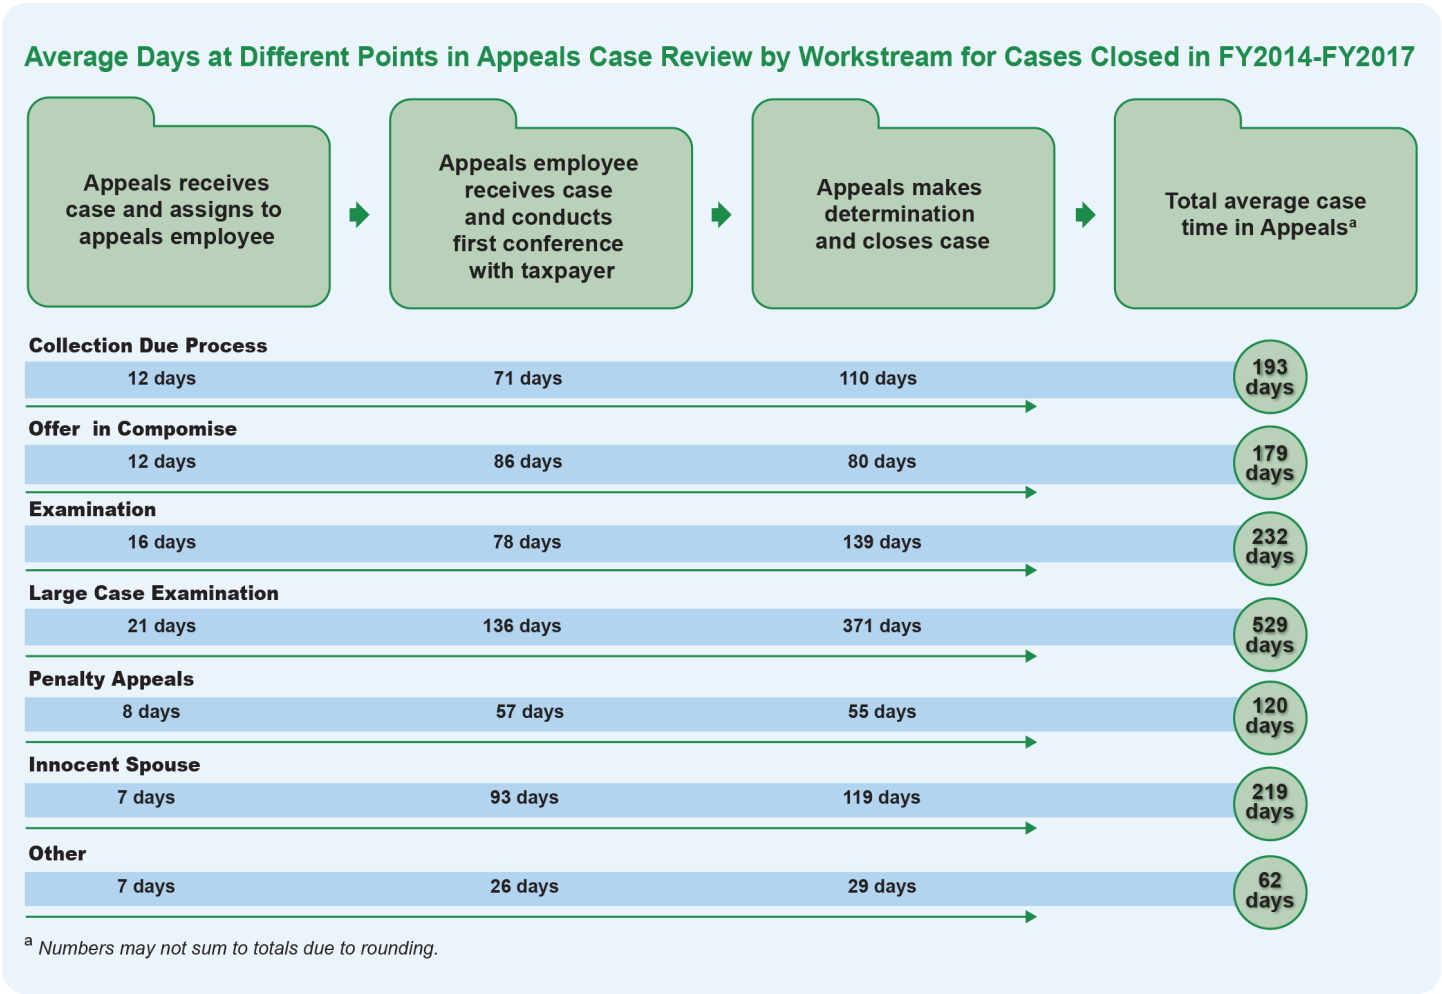 Average Days at Different Points in Appeals Case Review by Workstream for Cases Closed in FY2014-FY2017
Appeals receives
case and assigns to
appeals employee
Appeals employee
receives case
and conducts
first conference
with taxpayer
Appeals makes
determination
and closes case
Total average case
time in Appealsa
Collection Due Process
12 days
71 days
110 days
193
days
Offer in Compomise
12 days
86 days
80 days
179
days
Examination
16 days
78 days
139 days
232
days
Large Case Examination
21 days
136 days
371 days
529
days
Penalty Appeals
8 days
57 days
55 days
120
days
Innocent Spouse
7 days
93 days
119 days
219
days
Other
7 days
26 days
29 days
62
days
a Numbers may not sum to totals due to rounding.